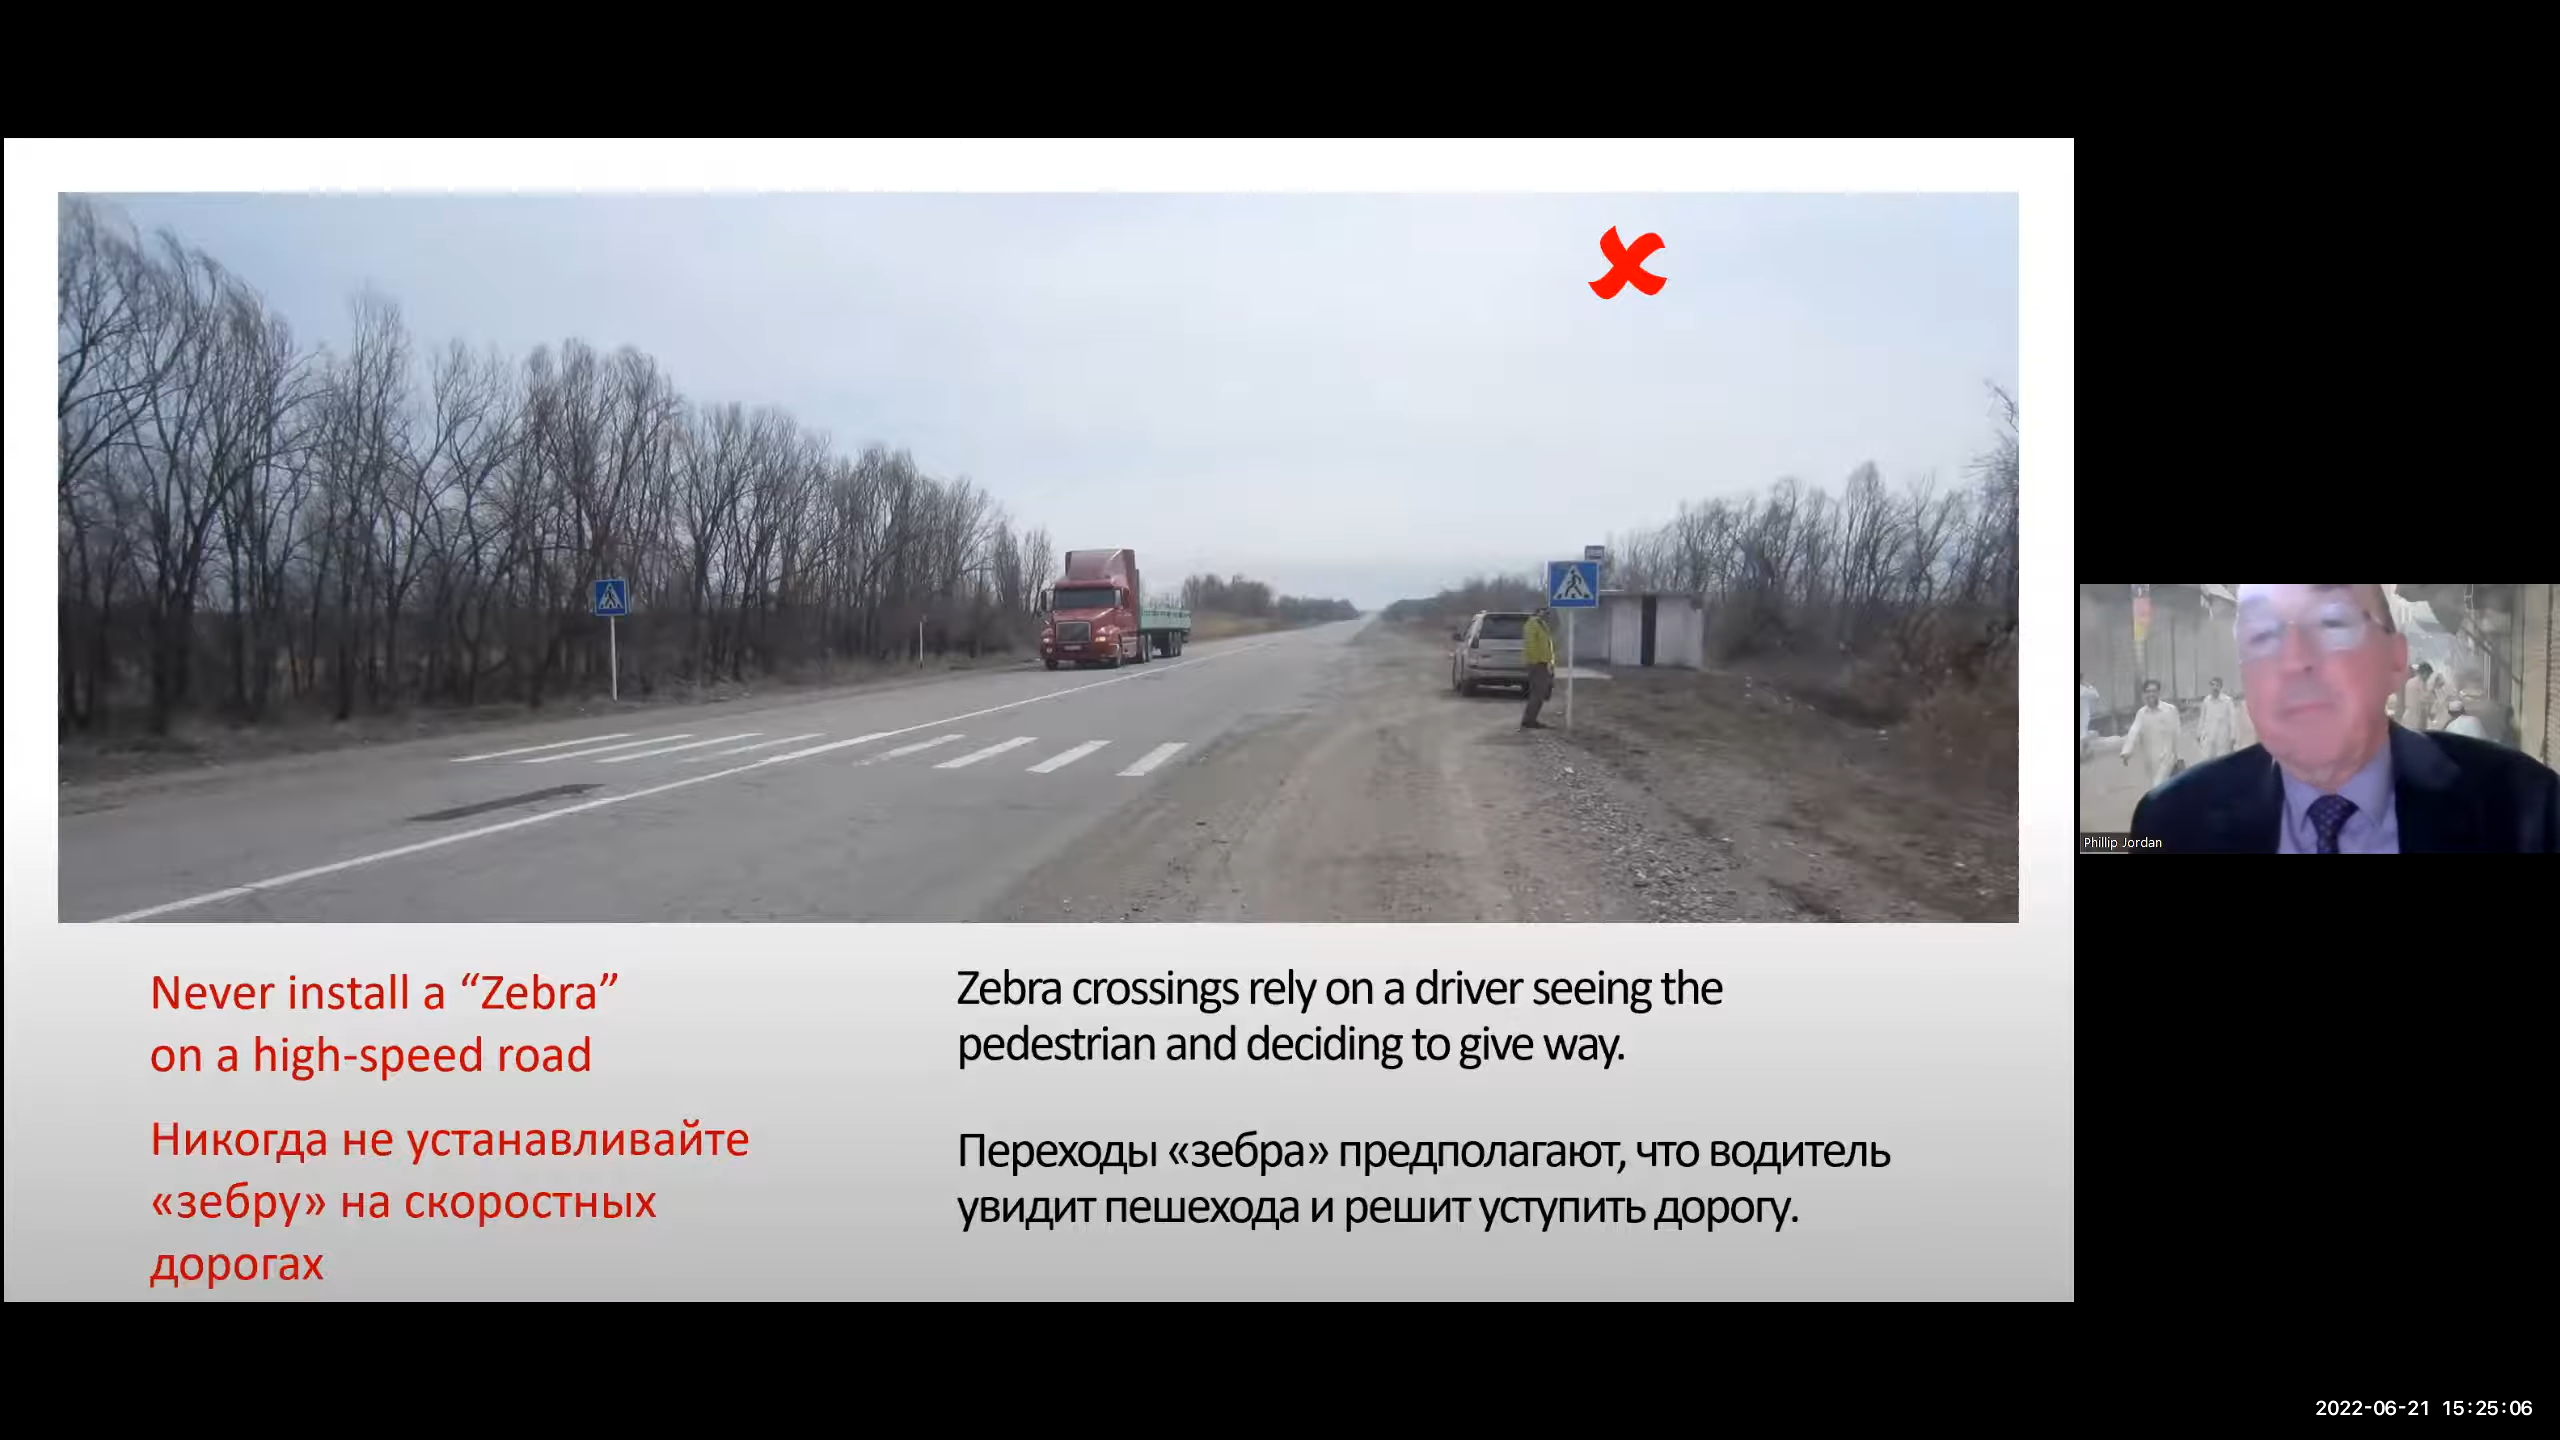 Never install a “Zebra”
on a high-speed road
Никогда не устанавливайте
«зебру» на скоростных
дорогах
Zebra crossings rely on a driver seeing the
pedestrian and deciding to give way.
Переходы «зебра» предполагают, что водитель
увидит пешехода и решит уступить дорогу.
Phillip Jordan
2022-06-21 15:25:06